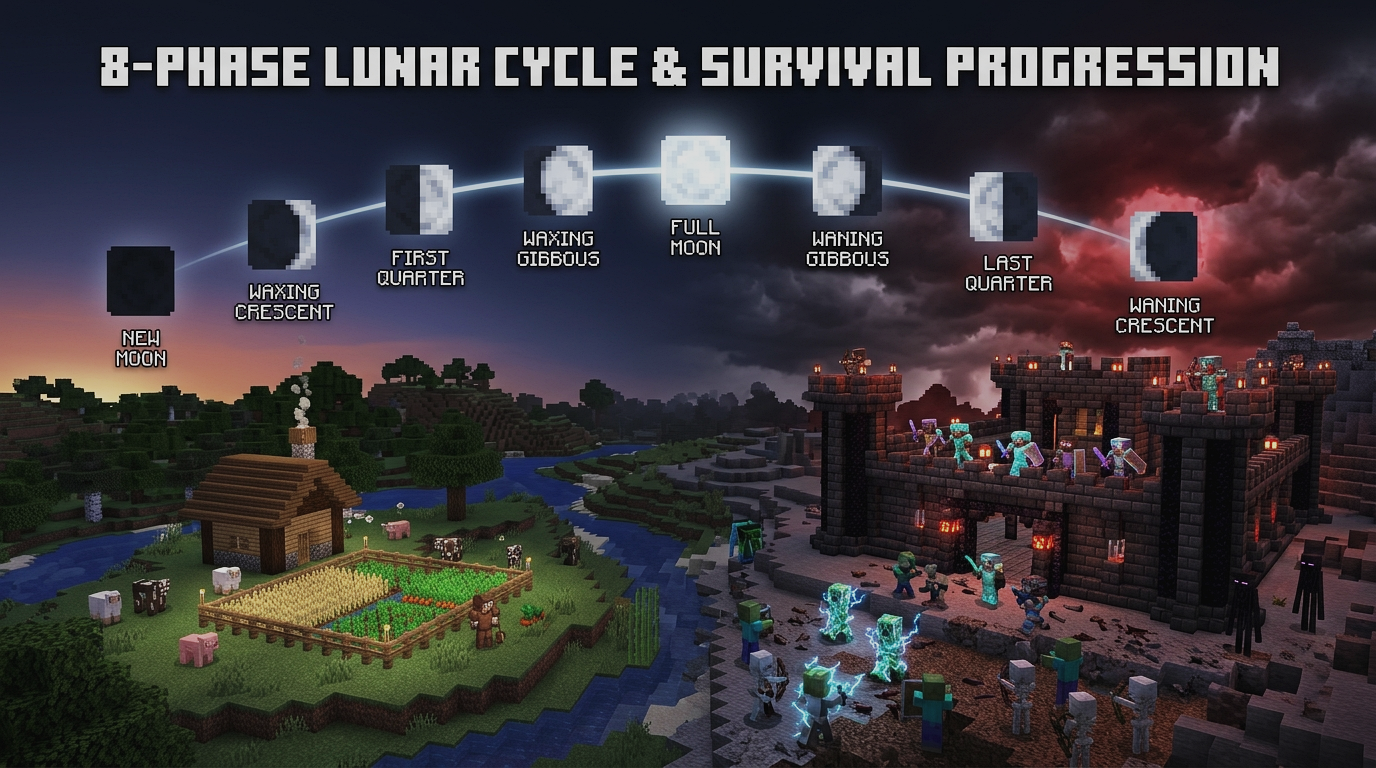 8-PHASE LUNAR CYCLE & SURVIVAL PROGRESSION
NEW
MOON
WAXING
CRESCENT
FIRST
QUARTER
WAXING
GIBBOUS
FULL
MOON
WANING
GIBBOUS
LAST
QUARTER
WANING
CRESCENT